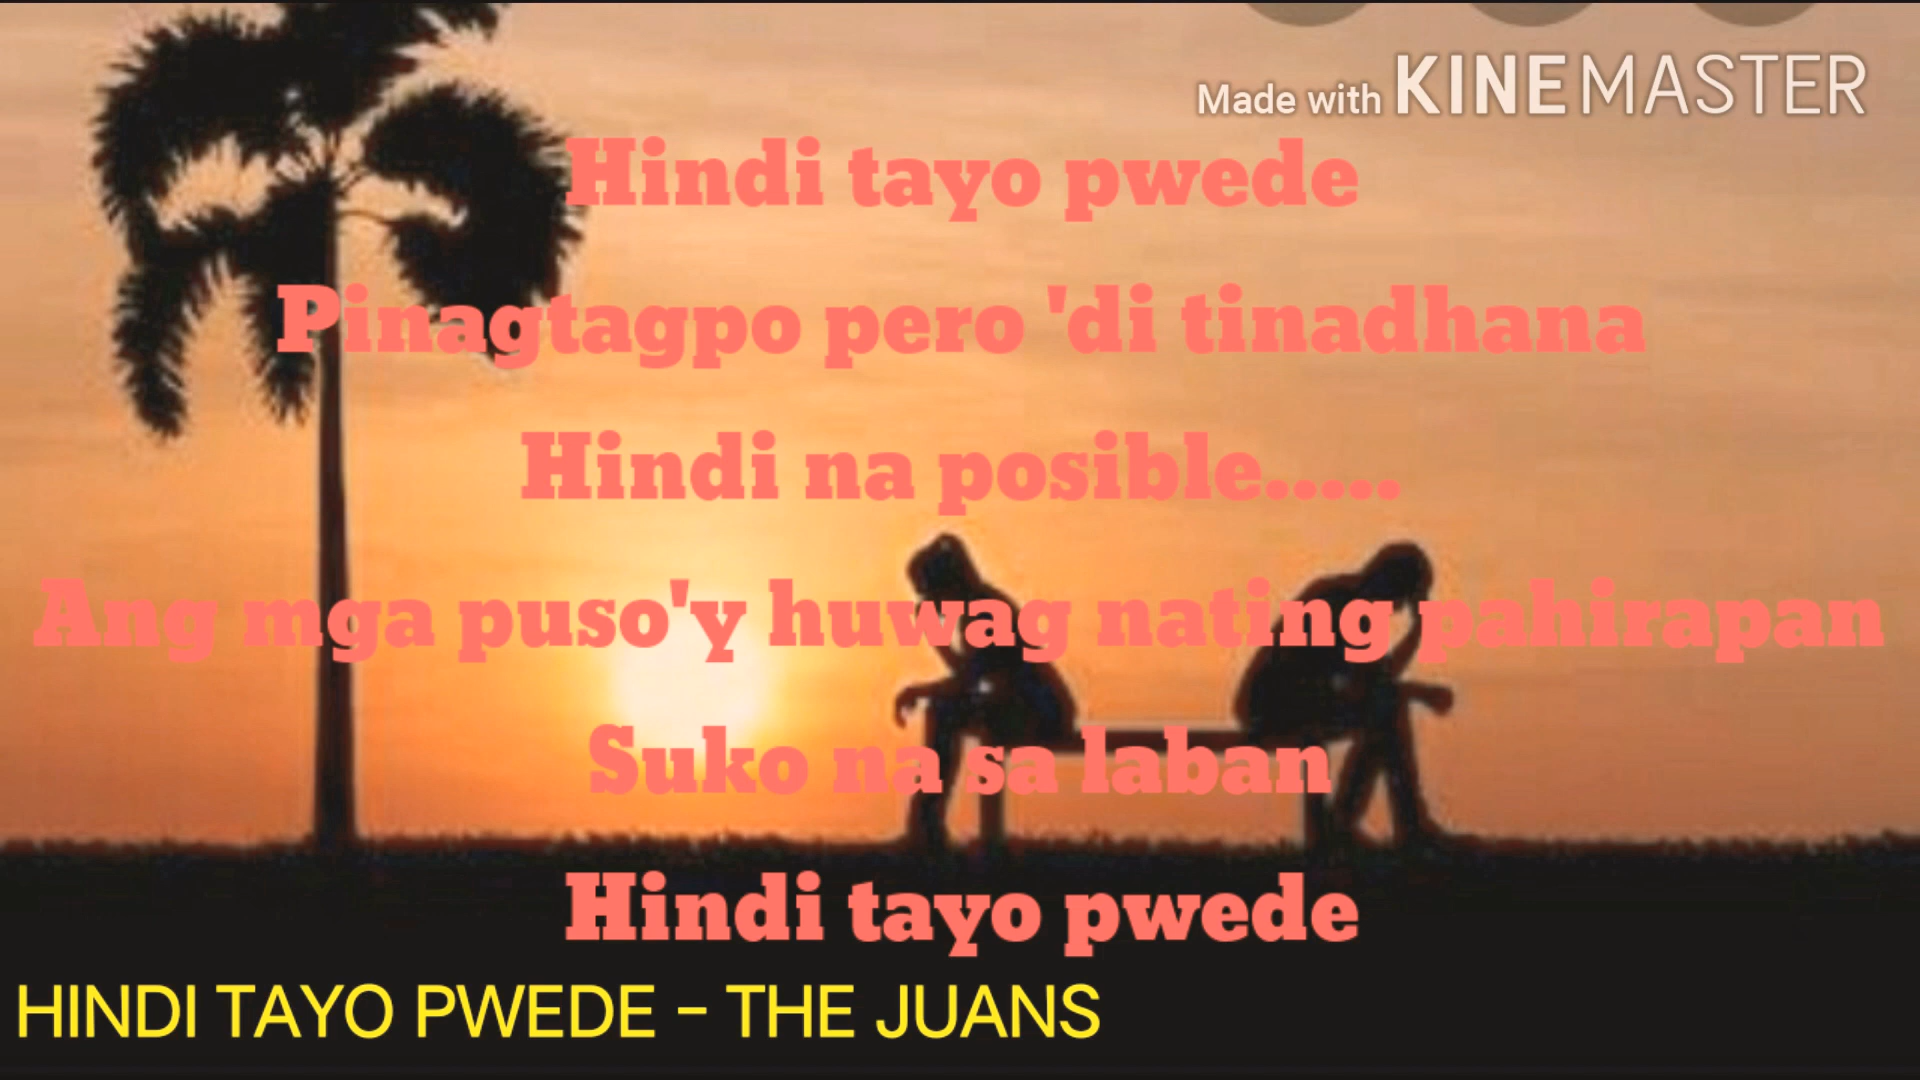 Made with KINEMASTER
Hindi tayo pwede
Pinagtagpo pero 'di tinadhana
Hindi na posible.....
Ang mga puso'y huwag nating pahirapan
Suko na sa laban
Hindi tayo pwede
HINDI TAYO PWEDE - THE JUANS